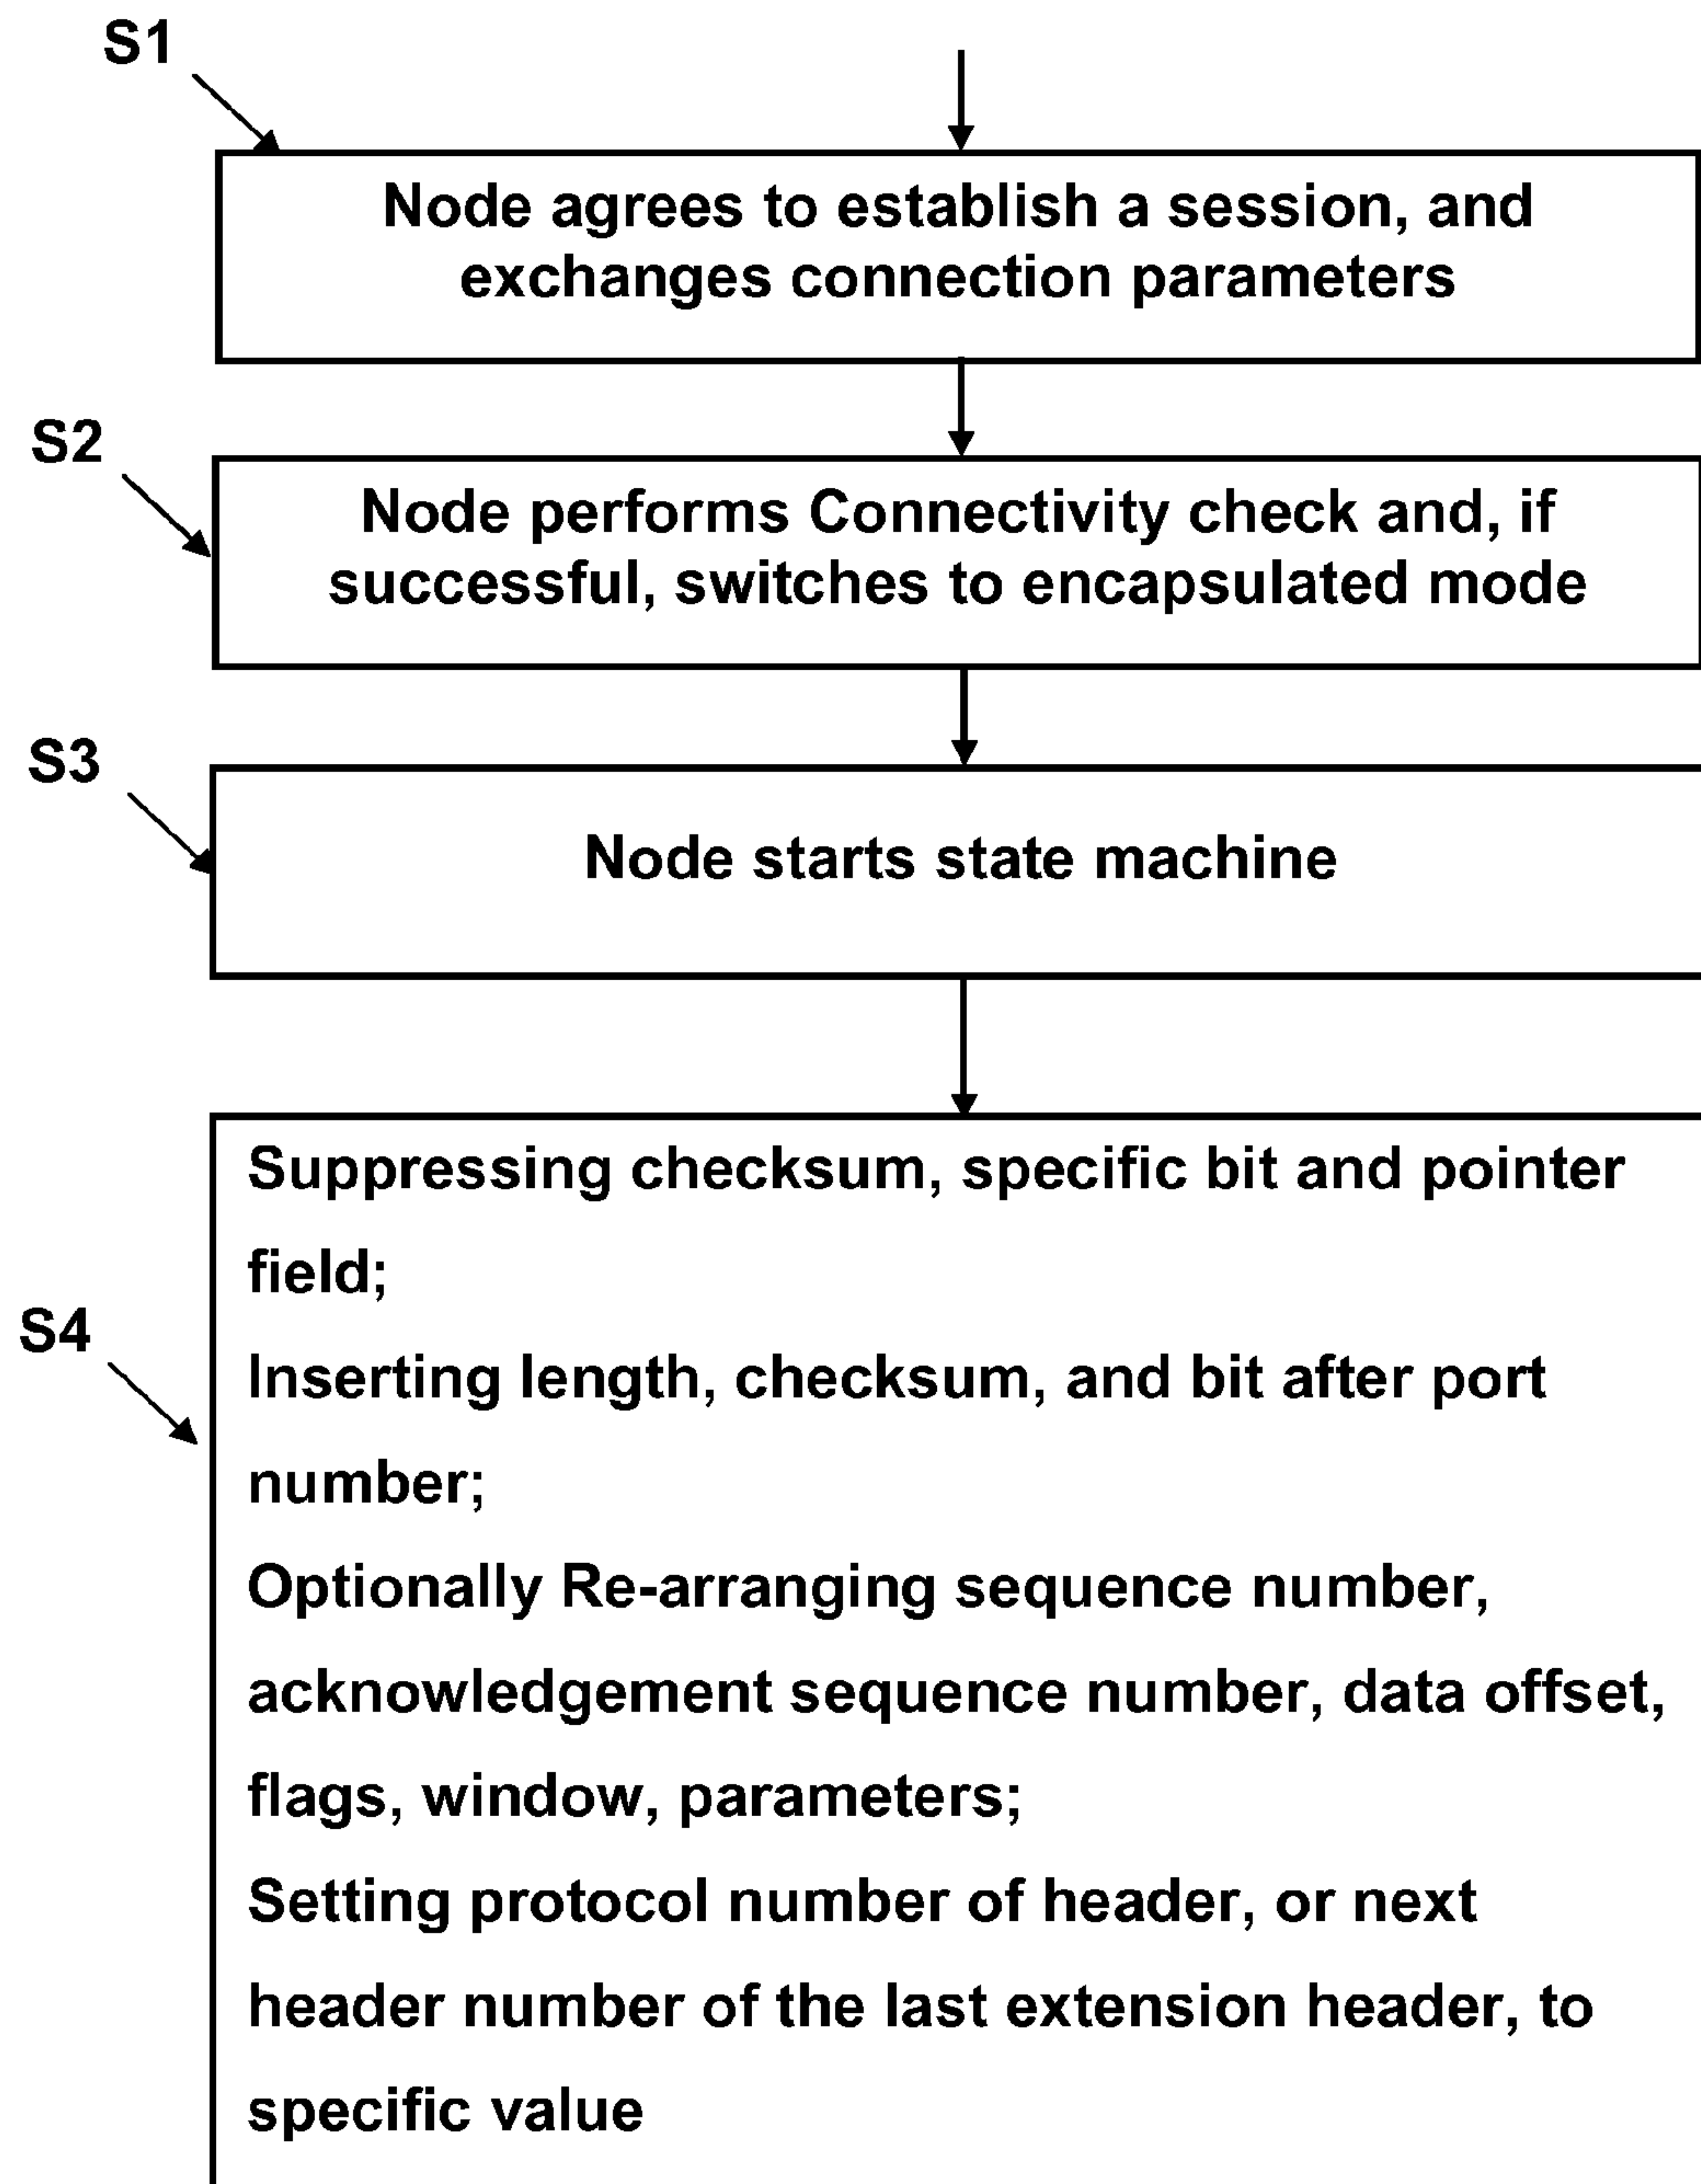 S1
Node agrees to establish a session, and
exchanges connection parameters
S2
Node performs Connectivity check and, if
successful, switches to encapsulated mode
S3
Node starts state machine
S4
Suppressing checksum, specific bit and pointer
field;
Inserting length, checksum, and bit after port
number;
Optionally Re-arranging sequence number,
acknowledgement sequence number, data offset,
flags, window, parameters;
Setting protocol number of header, or next
header number of the last extension header, to
specific value